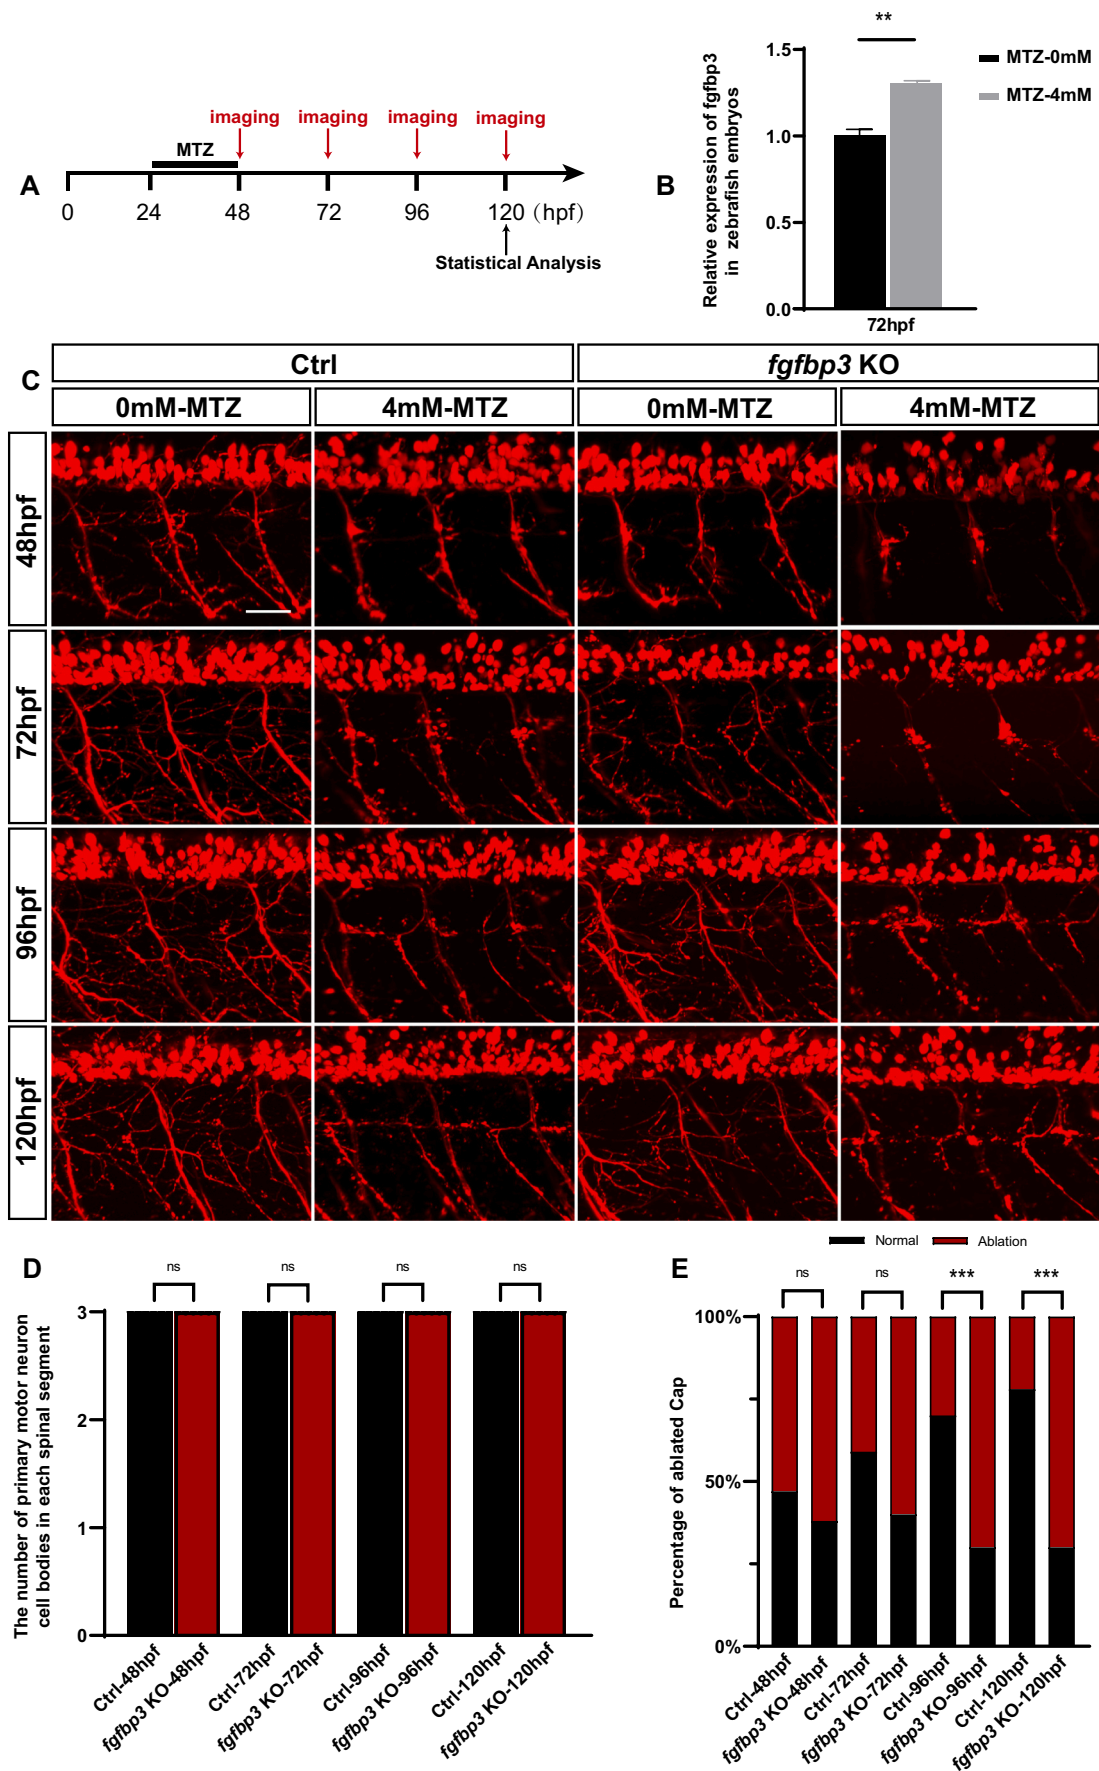 A
imaging imaging imaging imaging
MTZ
0 24 48 72 96 120 (hpf)
Statistical Analysis
B
**
MTZ-0mM
MTZ-4mM
Relative expression of fgfbp3
in zebrafish embryos
1.5
1.0
0.5
0.0
72hpf
C
Ctrl
fgfbp3 KO
0mM-MTZ
4mM-MTZ
0mM-MTZ
4mM-MTZ
48hpf
72hpf
96hpf
120hpf
D
ns ns ns ns
The number of primary motor neuron
cell bodies in each spinal segment
3
2
1
0
Ctrl-48hpf
fgfbp3 KO-48hpf
Ctrl-72hpf
fgfbp3 KO-72hpf
Ctrl-96hpf
fgfbp3 KO-96hpf
Ctrl-120hpf
fgfbp3 KO-120hpf
E
Normal Ablation
ns ns *** ***
Percentage of ablated Cap
100%
50%
0%
Ctrl-48hpf
fgfbp3 KO-48hpf
Ctrl-72hpf
fgfbp3 KO-72hpf
Ctrl-96hpf
fgfbp3 KO-96hpf
Ctrl-120hpf
fgfbp3 KO-120hpf